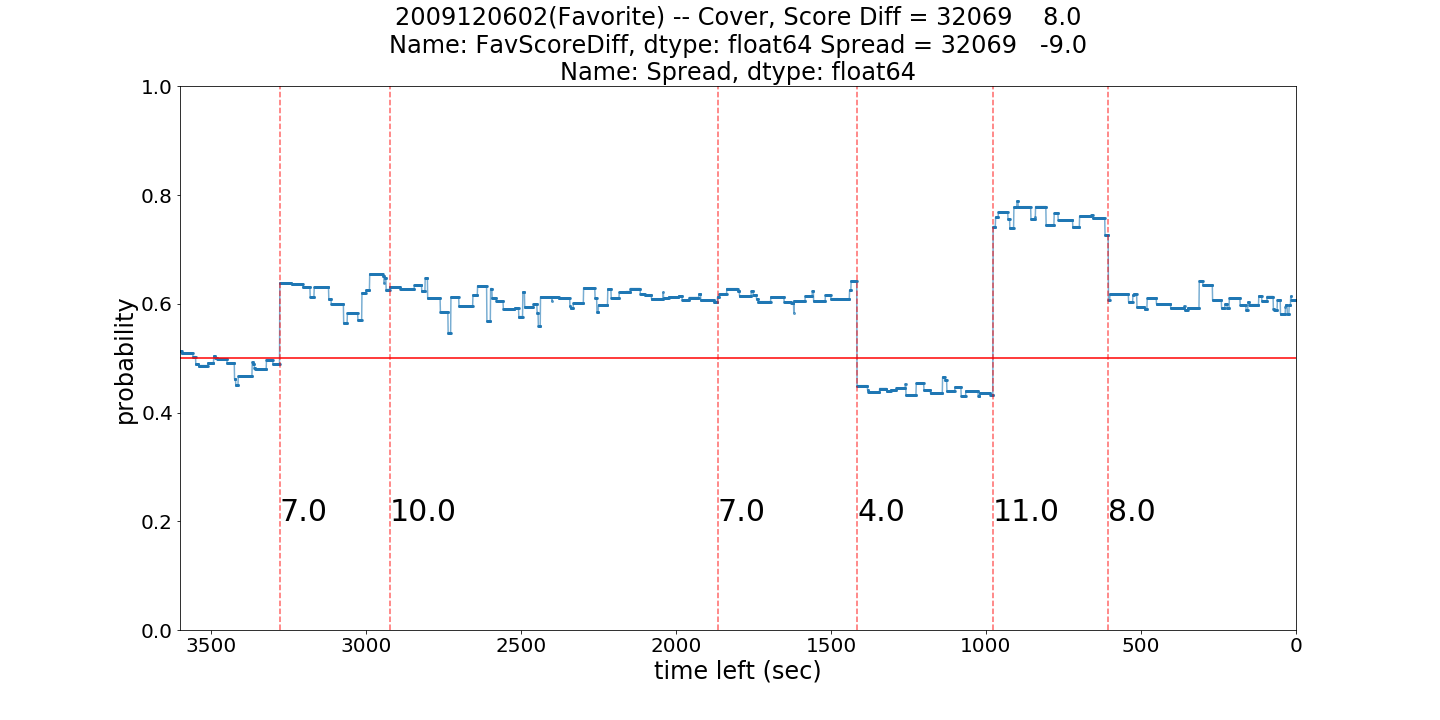 2009120602(Favorite) -- Cover, Score Diff = 32069    8.0
Name: FavScoreDiff, dtype: float64 Spread = 32069   -9.0
Name: Spread, dtype: float64
1.0
0.8
0.6
0.4
0.2
0.0
probability
7.0 10.0 7.0 4.0 11.0 8.0
3500 3000 2500 2000 1500 1000 500 0
time left (sec)